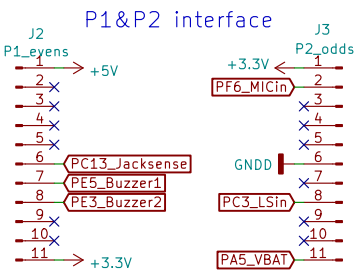 P1&P2 interface
J2
P1_evens
1
+5V
2
3
4
5
6
PC13_Jacksense
7
PE5_Buzzer1
8
PE3_Buzzer2
9
10
11
+3.3V
J3
P2_odds
+3.3V
1
PF6_MICin
2
3
4
5
GNDD
6
7
PC3_LSin
8
9
10
PA5_VBAT
11